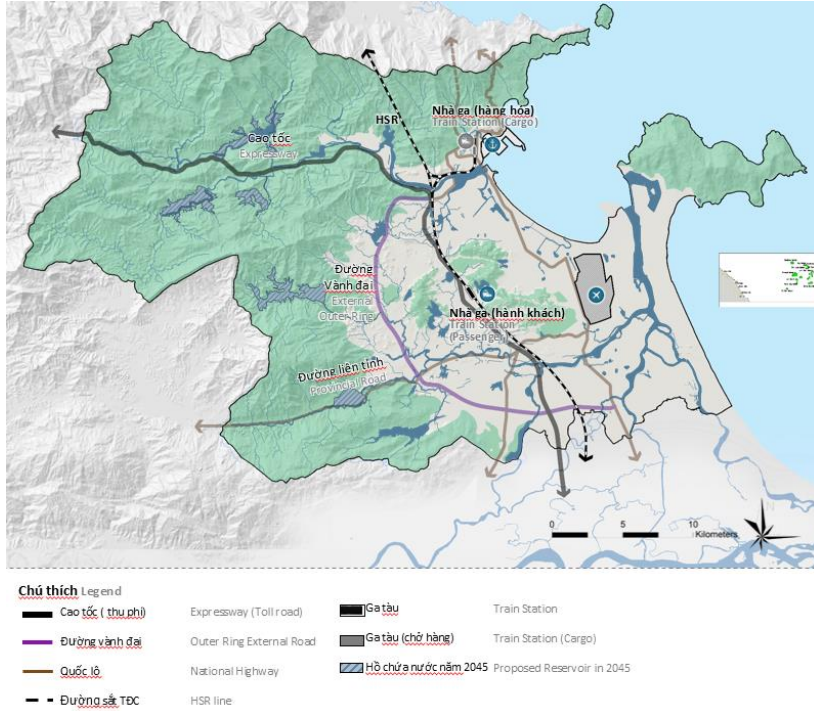 HSR
Nhà ga (hàng hóa)
Train Station (Cargo)
Cao tốc
Expressway
Đường
Vành đai
External
Outer Ring
Nhà ga (hành khách)
Train Station
(Passenger)
Đường liên tỉnh
Provincial Road
0 5 10
Kilometers
Chú thích Legend
Cao tốc ( thu phí) Expressway (Toll road)
Ga tàu Train Station
Đường vành đai Outer Ring External Road
Ga tàu (chở hàng) Train Station (Cargo)
Quốc lộ National Highway
Hồ chứa nước năm 2045 Proposed Reservoir in 2045
Đường sắt TĐC HSR line